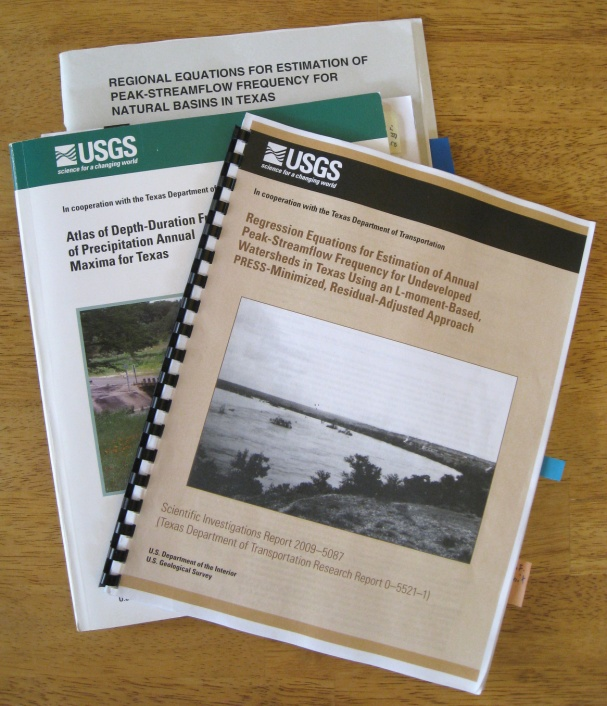 REGIONAL EQUATIONS FOR ESTIMATION OF
PEAK-STREAMFLOW FREQUENCY FOR
NATURAL BASINS IN TEXAS
USGS
science for a changing world
In cooperation with the Texas Department of
Atlas of Depth-Duration Fr
of Precipitation Annual
Maxima for Texas
USGS
science for a changing world
In cooperation with the Texas Department of Transportation
Regression Equations for Estimation of Annual
Peak-Streamflow Frequency for Undeveloped
Watersheds in Texas Using an L-moment-Based,
PRESS-Minimized, Residual-Adjusted Approach
Scientific Investigations Report 2009–5087
(Texas Department of Transportation Research Report 0–5521–1)
U.S. Department of the Interior
U.S. Geological Survey